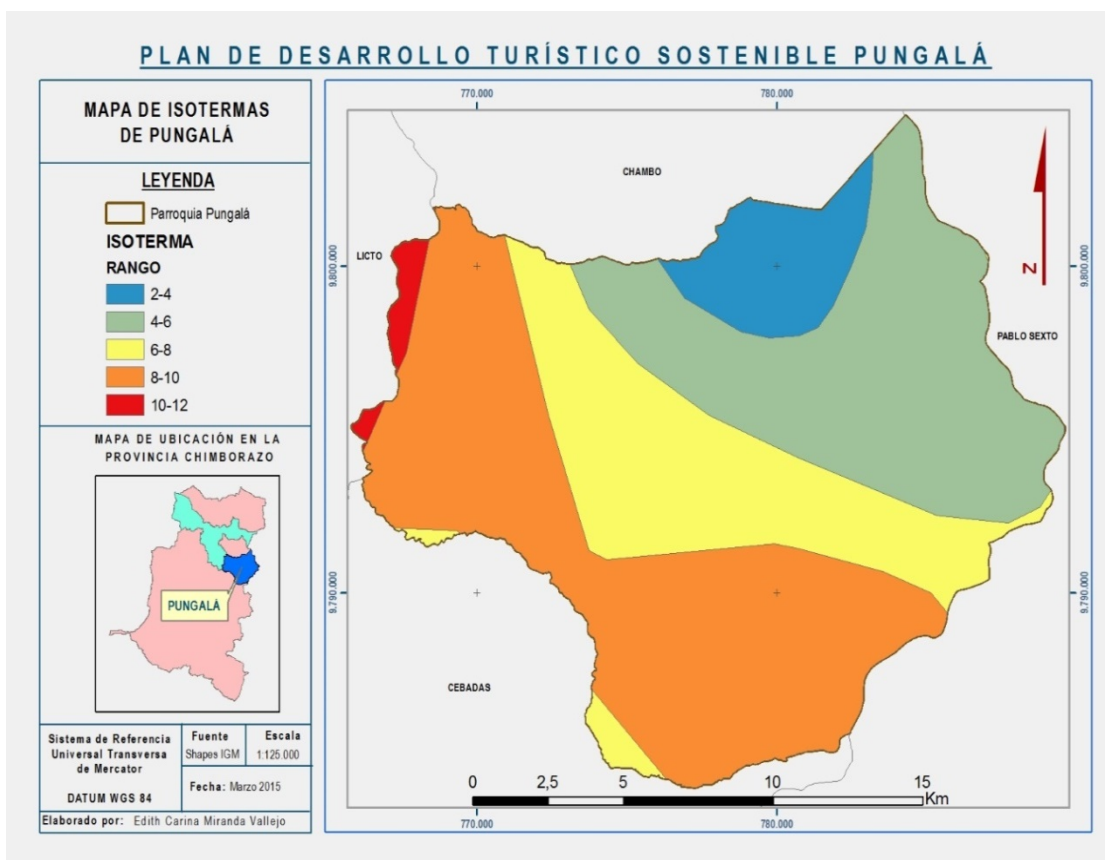 PLAN DE DESARROLLO TURÍSTICO SOSTENIBLE PUNGALÁ
MAPA DE ISOTERMAS
DE PUNGALÁ
LEYENDA
Parroquia Pungalá
ISOTERMA
RANGO
2-4
4-6
6-8
8-10
10-12
MAPA DE UBICACIÓN EN LA
PROVINCIA CHIMBORAZO
PUNGALÁ
Sistema de Referencia
Universal Transversa
de Mercator
DATUM WGS 84
Fuente
Shapes IGM
Escala
1:125.000
Fecha: Marzo 2015
Elaborado por: Edith Carina Miranda Vallejo
770.000
780.000
9.800.000
9.790.000
CHAMBO
LICTO
PABLO SEXTO
CEBADAS
N
9.800.000
9.790.000
0 2,5 5 10 15
Km
770.000
780.000